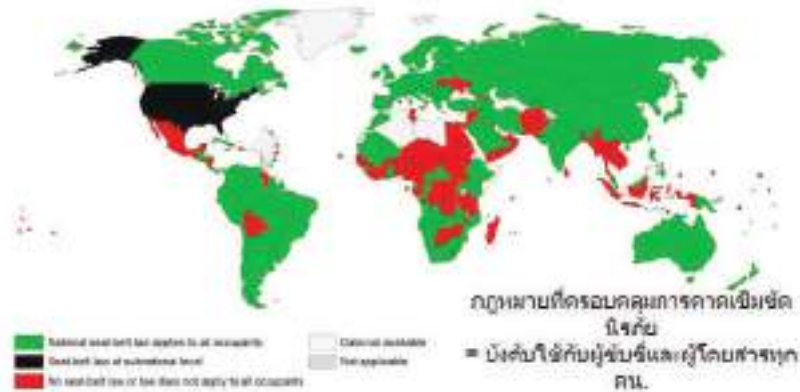 กฎหมายที่ครอบคลุมการคาดเข็มขัด
นิรภัย
= บังคับใช้กับผู้ขับขี่และผู้โดยสารทุก
คน.
National seat-belt law applies to all occupants
Seat-belt law at subnational level
No seat-belt law or law does not apply to all occupants
Data not available
Not applicable